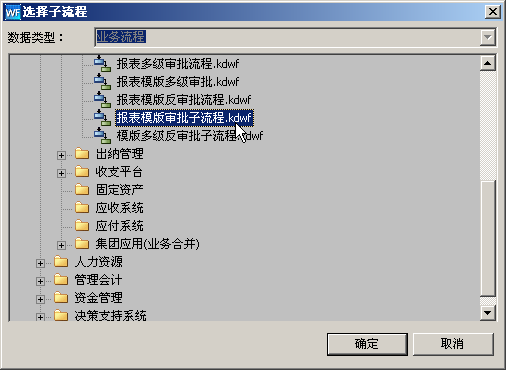 WF 选择子流程
数据类型： 业务流程
报表多级审批流程.kdwf
报表模版多级审批.kdwf
报表模版反审批流程.kdwf
报表模版审批子流程.kdwf
模版多级反审批子流程.kdwf
出纳管理
收支平台
固定资产
应收系统
应付系统
集团应用(业务合并)
人力资源
管理会计
资金管理
决策支持系统
确定 取消